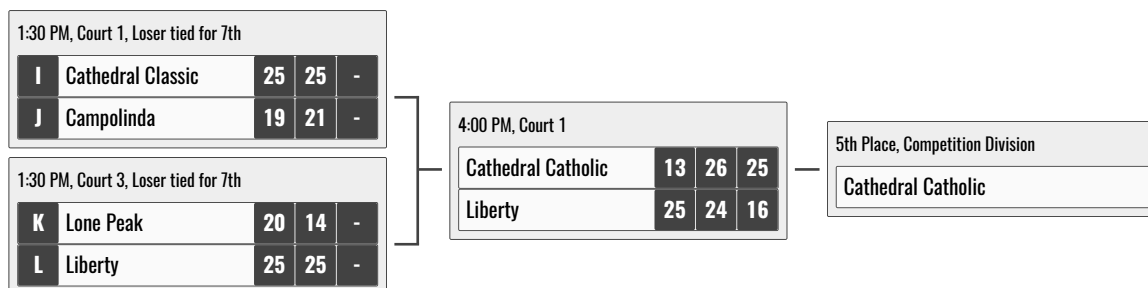 1:30 PM, Court 1, Loser tied for 7th
I Cathedral Classic 25 25 -
J Campolinda 19 21 -
1:30 PM, Court 3, Loser tied for 7th
K Lone Peak 20 14 -
L Liberty 25 25 -
4:00 PM, Court 1
Cathedral Catholic 13 26 25
Liberty 25 24 16
5th Place, Competition Division
Cathedral Catholic